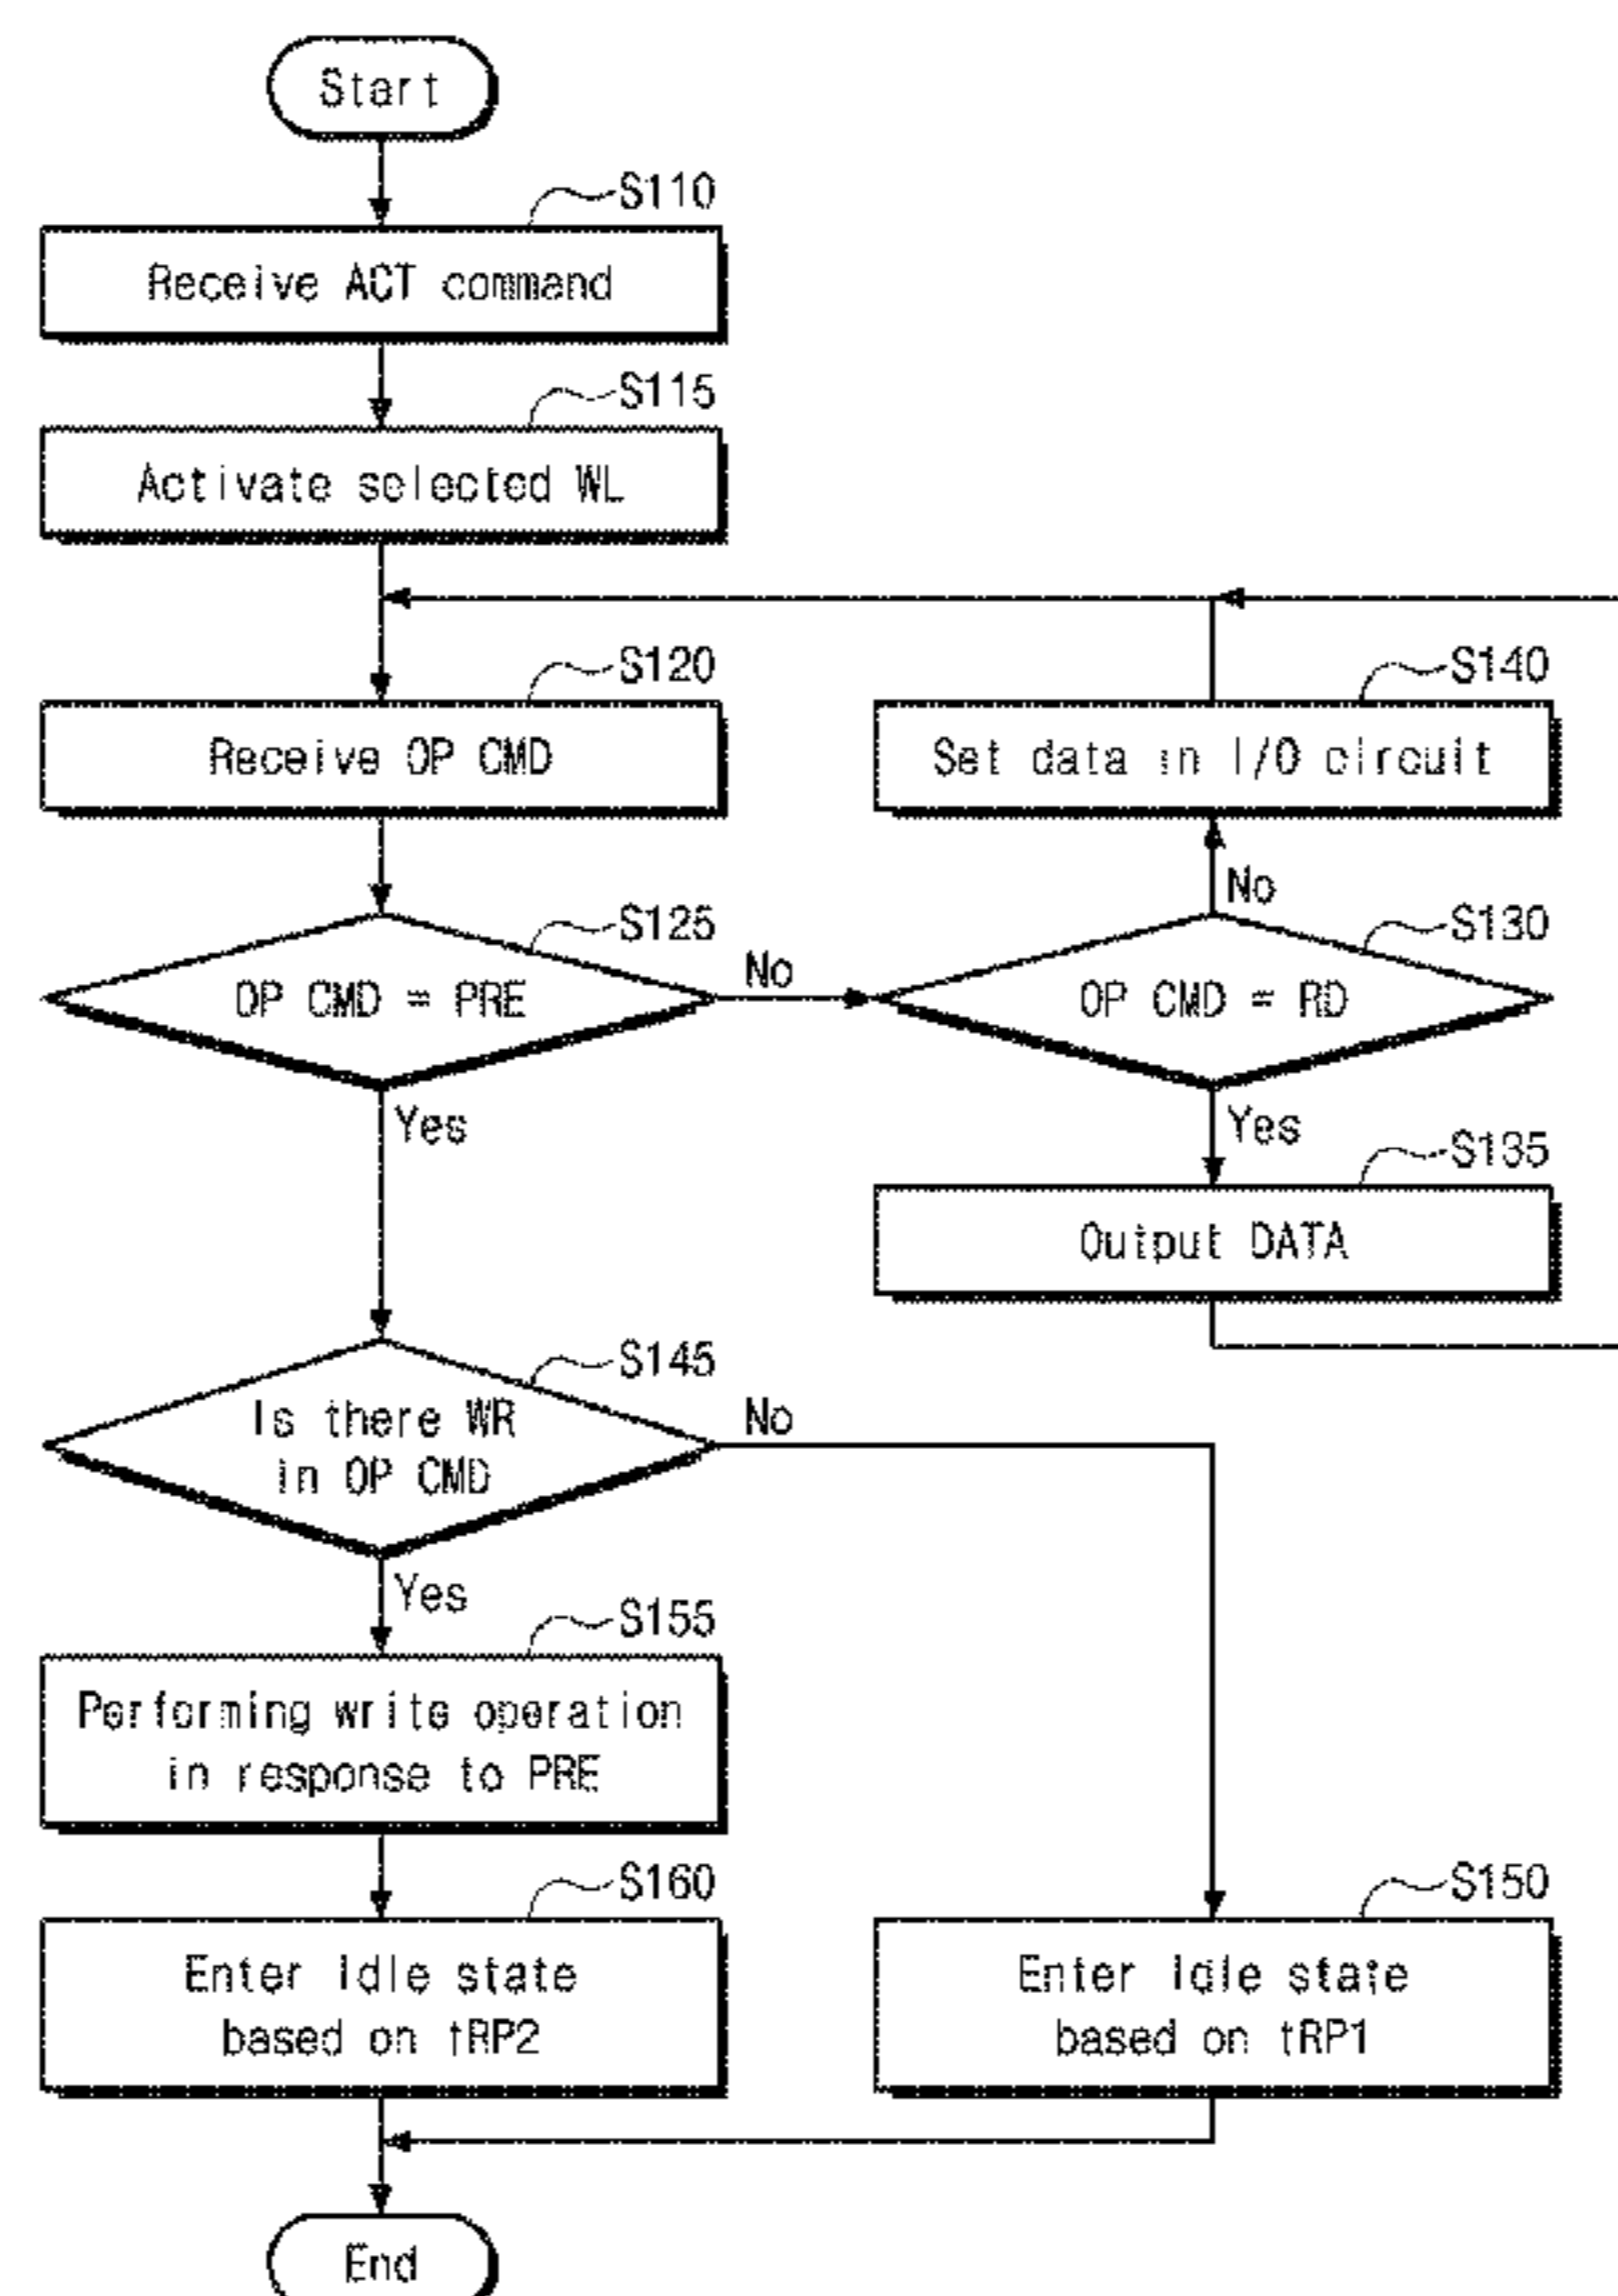 Start
S110
Receive ACT command
S115
Activate selected WL
S120
Receive OP CMD
S140
Set data in I/O circuit
No
S125
OP CMD = PRE
No
S130
OP CMD = RD
Yes
Yes
S135
Output DATA
S145
Is there WR
in OP CMD
No
Yes
S155
Performing write operation
in response to PRE
S160
Enter idle state
based on tRP2
S150
Enter idle state
based on tRP1
End